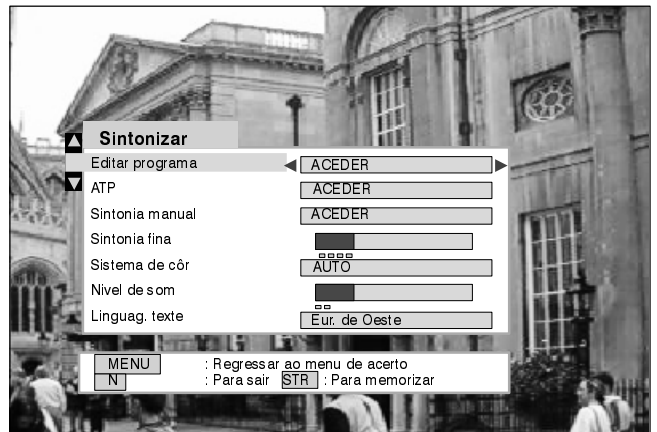 Sintonizar
Editar programa ACEDER
ATP ACEDER
Sintonia manual ACEDER
Sintonia fina
Sistema de côr AUTO
Nivel de som
Linguag. texte Eur. de Oeste
MENU : Regressar ao menu de acerto
N : Para sair STR : Para memorizar